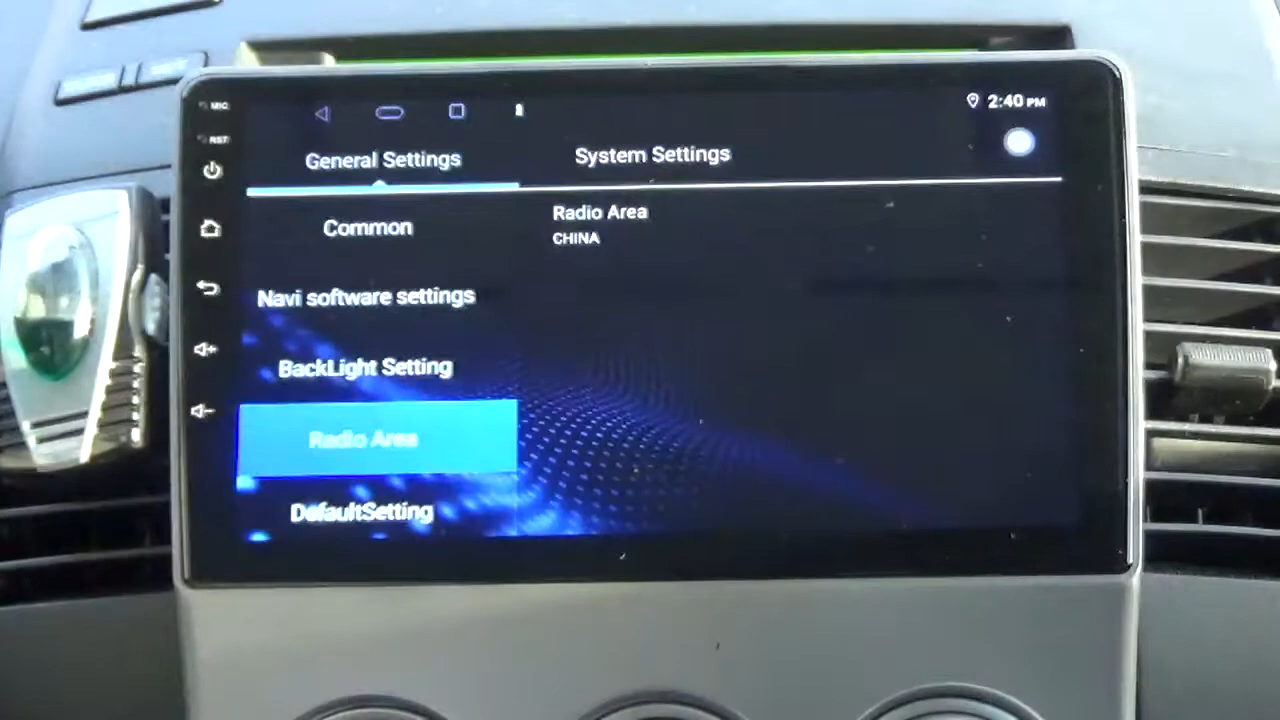 MIC
RST
2:40 PM
General Settings
System Settings
Common
Radio Area
CHINA
Navi software settings
BackLight Setting
Radio Area
DefaultSetting